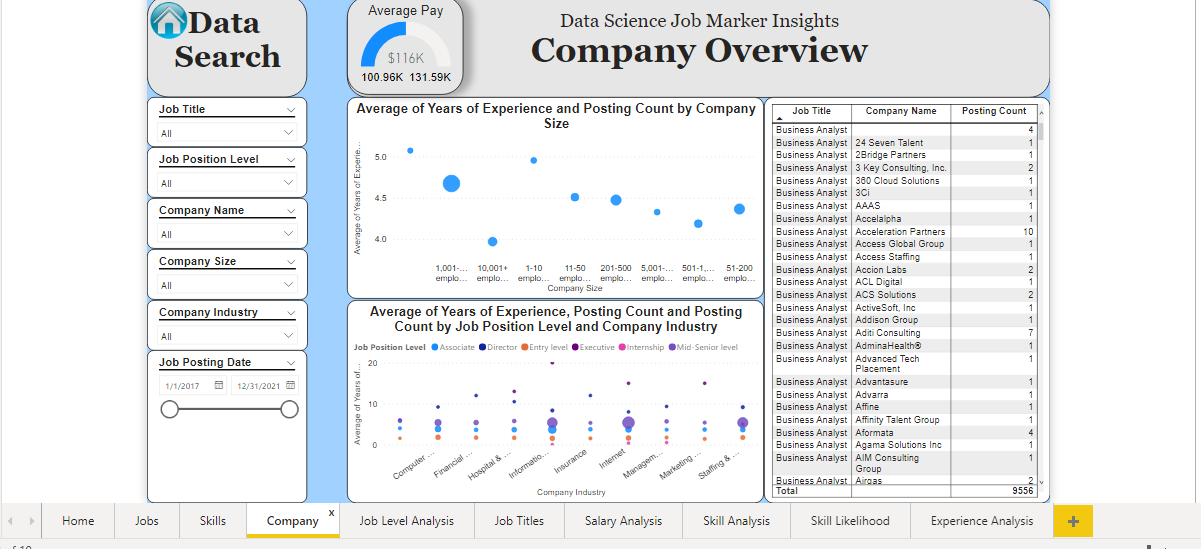 Data
Search
Average Pay
$116K
100.96K 131.59K
Data Science Job Marker Insights
Company Overview
Job Title
All
Job Position Level
All
Company Name
All
Company Size
All
Company Industry
All
Job Posting Date
1/1/2017 12/31/2021
Average of Years of Experience and Posting Count by Company
Size
Average of Years of Experie...
5.0
4.5
4.0
1,001-... 10,001+ 1-10 11-50 201-500 5,001-... 501-1,... 51-200
emplo... emplo... emplo... emplo... emplo... emplo... emplo... emplo...
Company Size
Average of Years of Experience, Posting Count and Posting
Count by Job Position Level and Company Industry
Job Position Level Associate Director Entry level Executive Internship Mid-Senior level
Average of Years of...
20
10
0
Computer ... Financial ... Hospital & ... Informatio... Insurance Internet Managem... Marketing ... Staffing & ...
Company Industry
Job Title Company Name Posting Count
Business Analyst 4
Business Analyst 24 Seven Talent 1
Business Analyst 2Bridge Partners 1
Business Analyst 3 Key Consulting, Inc. 2
Business Analyst 360 Cloud Solutions 1
Business Analyst 3Ci 1
Business Analyst AAAS 1
Business Analyst Accelalpha 1
Business Analyst Acceleration Partners 10
Business Analyst Access Global Group 1
Business Analyst Access Staffing 1
Business Analyst Accion Labs 2
Business Analyst ACL Digital 1
Business Analyst ACS Solutions 2
Business Analyst ActiveSoft, Inc 1
Business Analyst Addison Group 1
Business Analyst Aditi Consulting 7
Business Analyst AdminaHealth® 1
Business Analyst Advanced Tech 1
Placement
Business Analyst Advantasure 1
Business Analyst Advarra 1
Business Analyst Affine 1
Business Analyst Affinity Talent Group 1
Business Analyst Aformata 4
Business Analyst Agama Solutions Inc 1
Business Analyst AIM Consulting 1
Group
Business Analyst Airgas 2
Total 9556
Home Jobs Skills Company x Job Level Analysis Job Titles Salary Analysis Skill Analysis Skill Likelihood Experience Analysis +